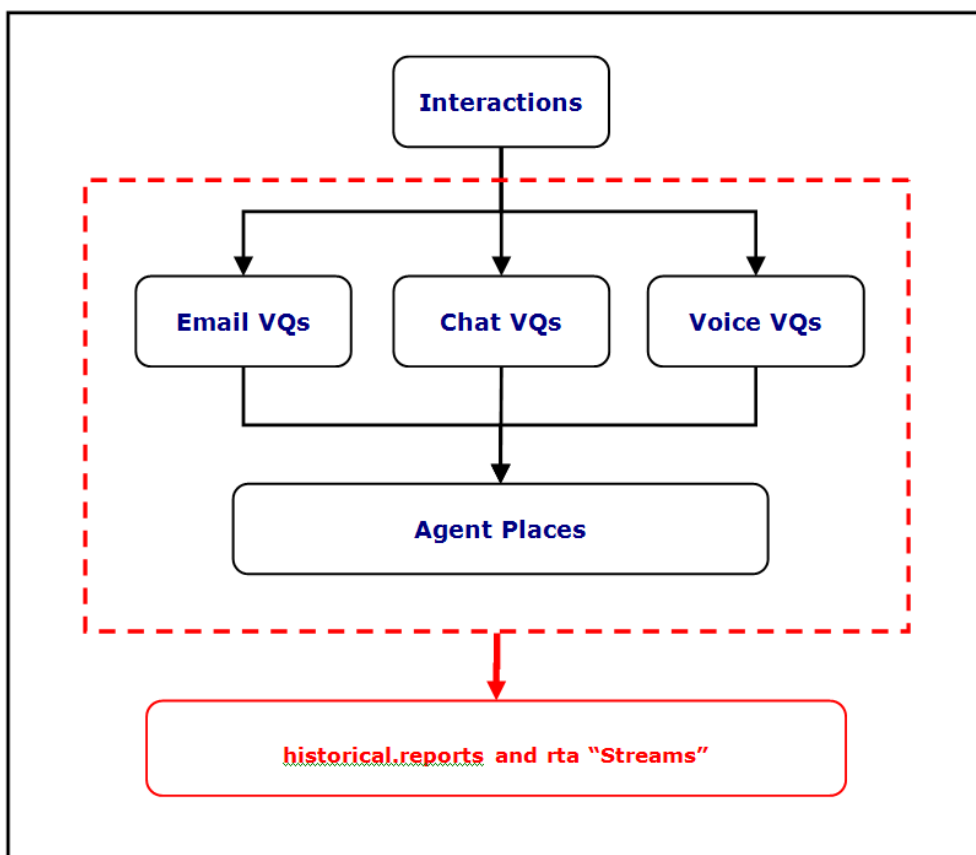 Interactions
Email VQs
Chat VQs
Voice VQs
Agent Places
historical.reports and rta “Streams”